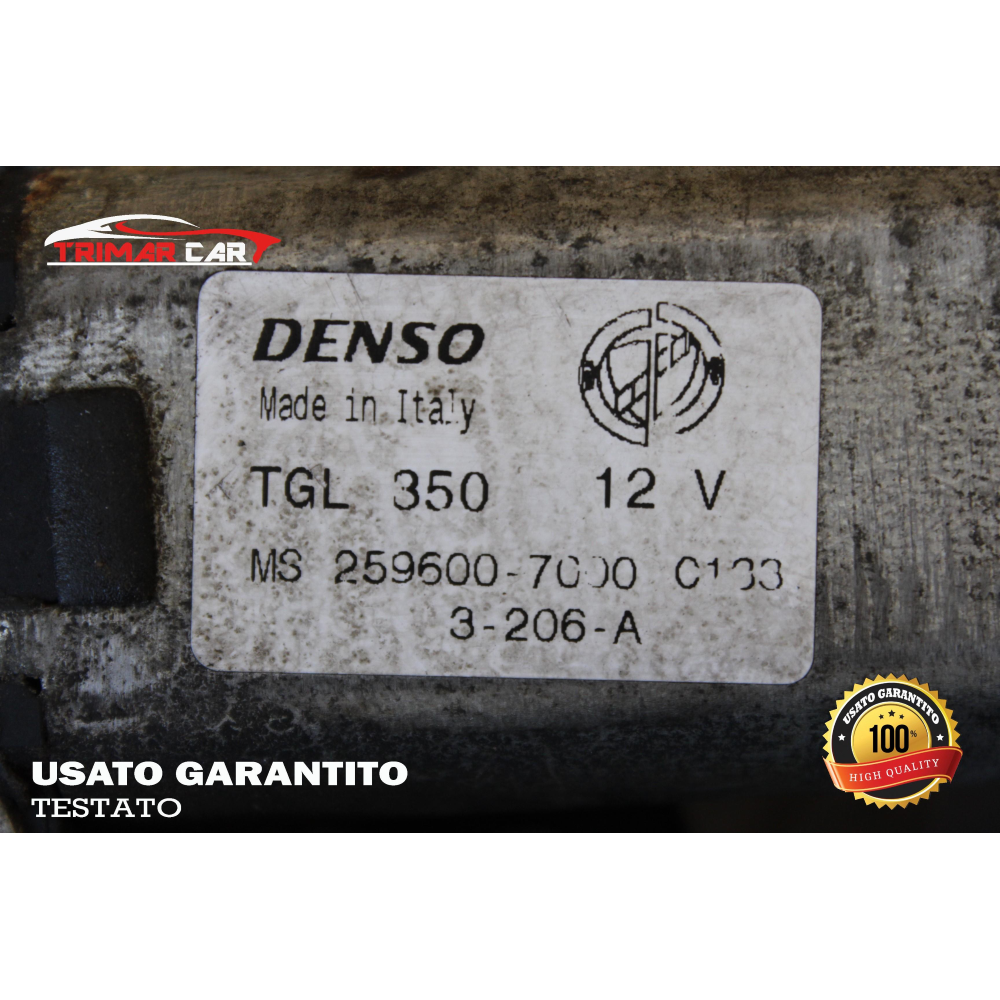 TRIMAR CAR
DENSO
Made in Italy
TGL 350 12 V
MS 259600-7000 C133
3-206-A
USATO GARANTITO
TESTATO
USATO GARANTITO
100%
HIGH QUALITY